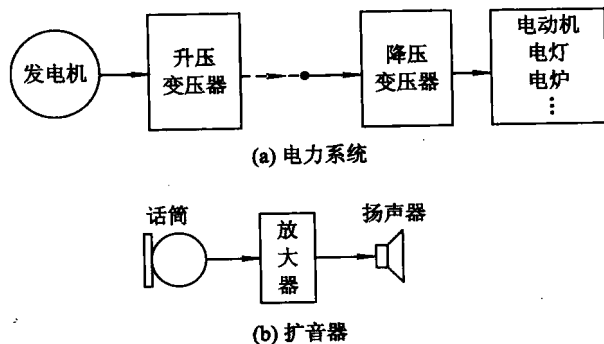 发电机
升压
变压器
降压
变压器
电动机
电灯
电炉
⋮
(a) 电力系统
话筒
放
大
器
扬声器
(b) 扩音器